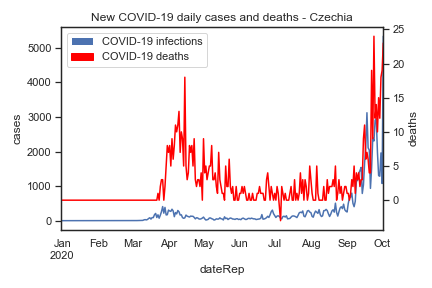 New COVID-19 daily cases and deaths - Czechia
COVID-19 infections
COVID-19 deaths
cases
5000
4000
3000
2000
1000
0
deaths
25
20
15
10
5
0
Jan Feb Mar Apr May Jun Jul Aug Sep Oct
2020
dateRep